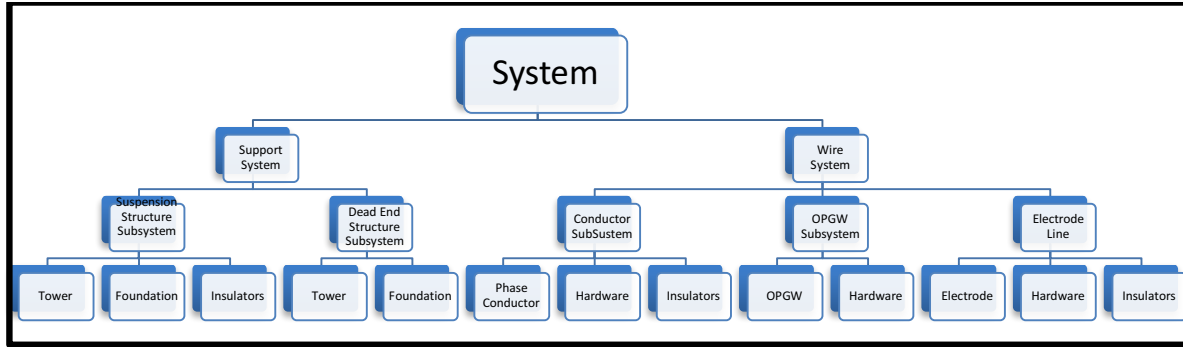 System
Support
System
Wire
System
Suspension
Structure
Subsystem
Dead End
Structure
Subsystem
Conductor
SubSustem
OPGW
Subsystem
Electrode
Line
Tower
Foundation
Insulators
Tower
Foundation
Phase
Conductor
Hardware
Insulators
OPGW
Hardware
Electrode
Hardware
Insulators